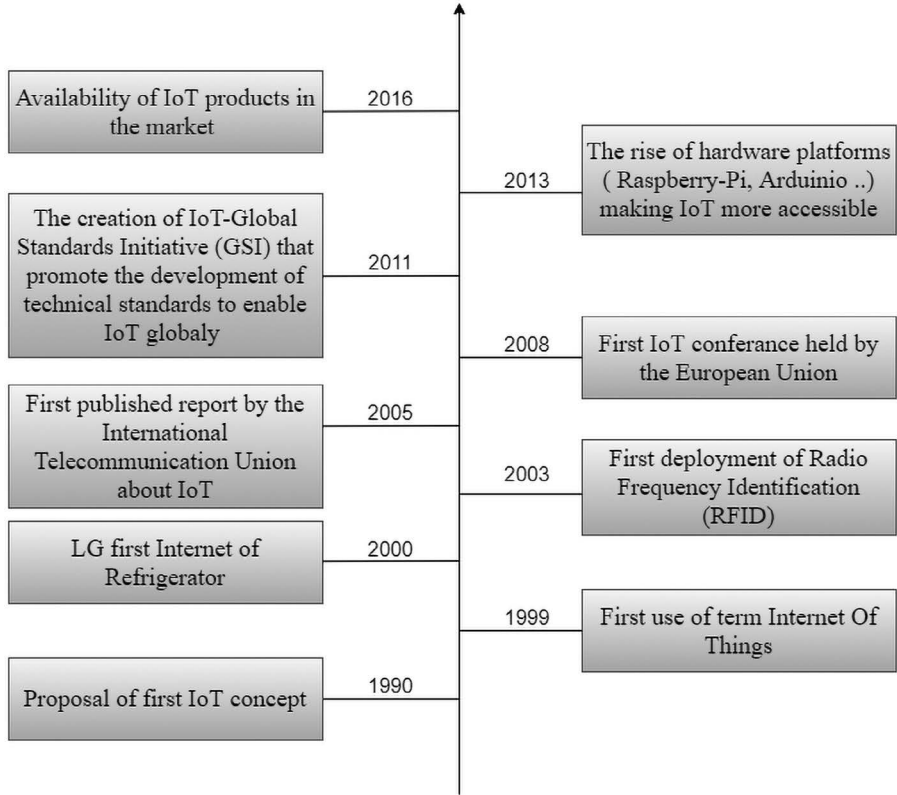 2016
Availability of IoT products in
the market
2013
The rise of hardware platforms
( Raspberry-Pi, Arduinio ..)
making IoT more accessible
2011
The creation of IoT-Global
Standards Initiative (GSI) that
promote the development of
technical standards to enable
IoT globaly
2008
First IoT conferance held by
the European Union
2005
First published report by the
International
Telecommunication Union
about IoT
2003
First deployment of Radio
Frequency Identification
(RFID)
2000
LG first Internet of
Refrigerator
1999
First use of term Internet Of
Things
1990
Proposal of first IoT concept